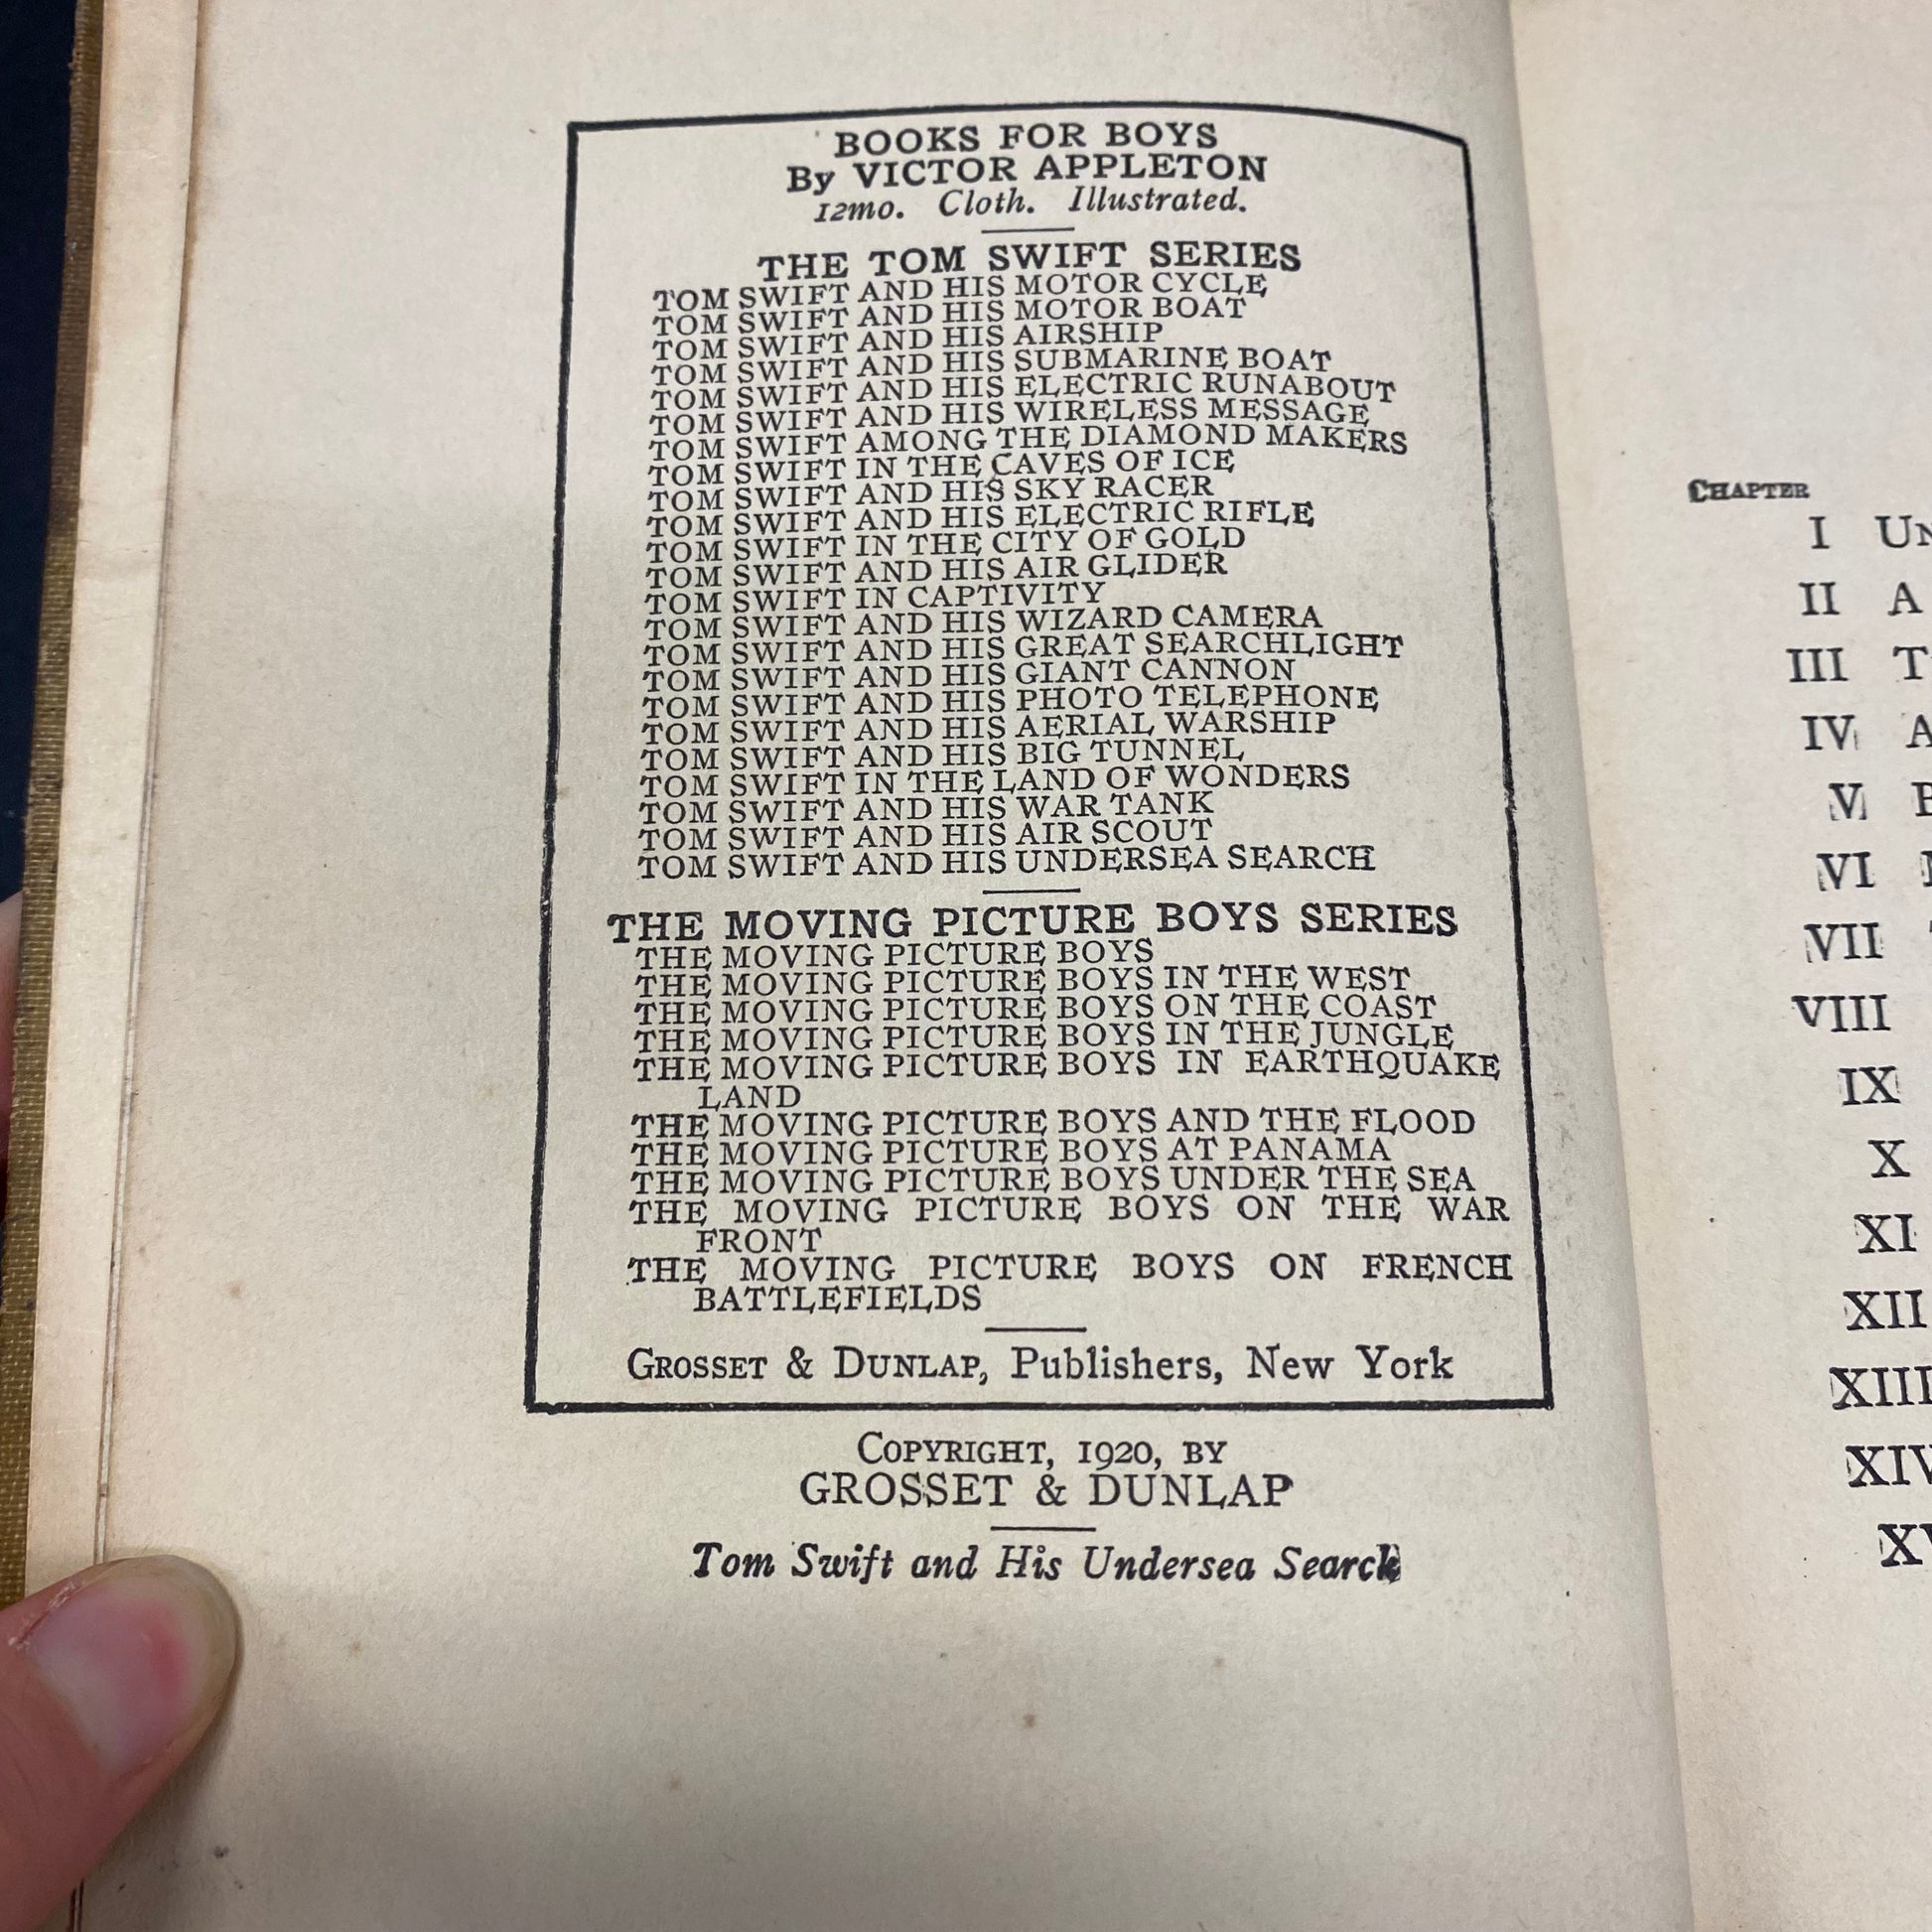 BOOKS FOR BOYS
By VICTOR APPLETON
12mo. Cloth. Illustrated.
THE TOM SWIFT SERIES
TOM SWIFT AND HIS MOTOR CYCLE
TOM SWIFT AND HIS MOTOR BOAT
TOM SWIFT AND HIS AIRSHIP
TOM SWIFT AND HIS SUBMARINE BOAT
TOM SWIFT AND HIS ELECTRIC RUNABOUT
TOM SWIFT AND HIS WIRELESS MESSAGE
TOM SWIFT AMONG THE DIAMOND MAKERS
TOM SWIFT IN THE CAVES OF ICE
TOM SWIFT AND HIS SKY RACER
TOM SWIFT AND HIS ELECTRIC RIFLE
TOM SWIFT IN THE CITY OF GOLD
TOM SWIFT AND HIS AIR GLIDER
TOM SWIFT IN CAPTIVITY
TOM SWIFT AND HIS WIZARD CAMERA
TOM SWIFT AND HIS GREAT SEARCHLIGHT
TOM SWIFT AND HIS GIANT CANNON
TOM SWIFT AND HIS PHOTO TELEPHONE
TOM SWIFT AND HIS AERIAL WARSHIP
TOM SWIFT AND HIS BIG TUNNEL
TOM SWIFT IN THE LAND OF WONDERS
TOM SWIFT AND HIS WAR TANK
TOM SWIFT AND HIS AIR SCOUT
TOM SWIFT AND HIS UNDERSEA SEARCH
THE MOVING PICTURE BOYS SERIES
THE MOVING PICTURE BOYS
THE MOVING PICTURE BOYS IN THE WEST
THE MOVING PICTURE BOYS ON THE COAST
THE MOVING PICTURE BOYS IN THE JUNGLE
THE MOVING PICTURE BOYS IN EARTHQUAKE
LAND
THE MOVING PICTURE BOYS AND THE FLOOD
THE MOVING PICTURE BOYS AT PANAMA
THE MOVING PICTURE BOYS UNDER THE SEA
THE MOVING PICTURE BOYS ON THE WAR
FRONT
THE MOVING PICTURE BOYS ON FRENCH
BATTLEFIELDS
GROSSET & DUNLAP, Publishers, New York
COPYRIGHT, 1920, BY
GROSSET & DUNLAP
Tom Swift and His Undersea Search
CHAPTER
I
II A
III
IV
V
VI
VII
VIII
IX
X
XI
XII
XIII